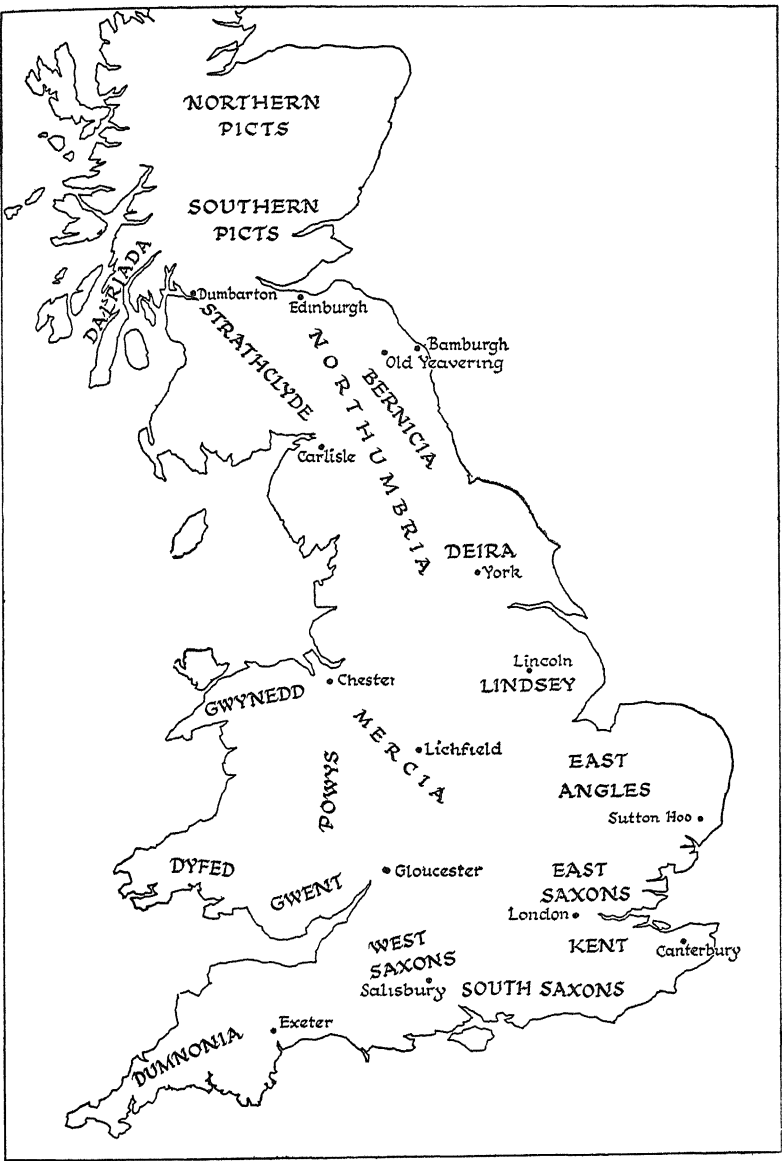 NORTHERN
PICTS
SOUTHERN
PICTS
DALRIADA
Dumbarton
Edinburgh
STRATHCLYDE
NORTHUMBRIA
Bamburgh
Old Yeavering
BERNICIA
Carlisle
DEIRA
York
Lincoln
LINDSEY
Chester
GWYNEDD
MERCIA
Lichfield
POWYS
EAST
ANGLES
Sutton Hoo
DYFED
GWENT
Gloucester
EAST
SAXONS
London
WEST
SAXONS
KENT
Canterbury
Salisbury
SOUTH SAXONS
Exeter
DUMNONIA